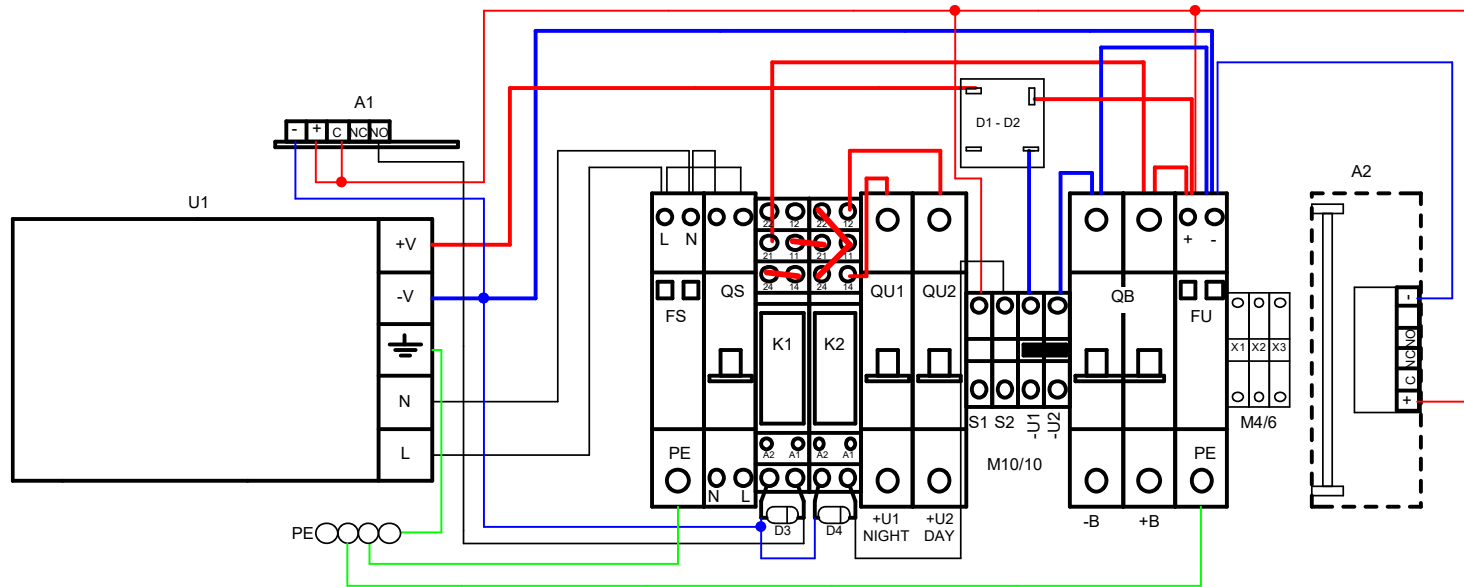 A1
- + C NC NO
U1
+V
-V
N
L
PE
L N
FS
PE
QS
N L
22 12 22 12
21 11 21 11
24 14 24 14
K1 K2
A2 A1 A2 A1
D3 D4
QU1 QU2
+U1 +U2
NIGHT DAY
D1 - D2
S1 S2 -U1 -U2
M10/10
QB
-B +B
+ -
FU
PE
X1 X2 X3
M4/6
A2
-
NO
NC
C
+